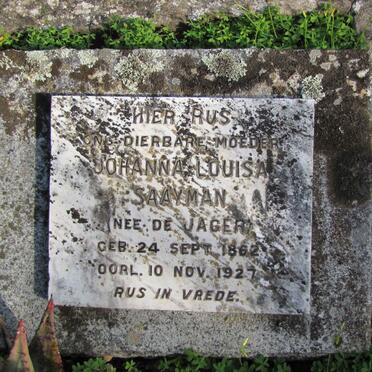 HIER RUS
ONS DIERBARE MOEDER
JOHANNA LOUISA
SAAYMAN
(NEE DE JAGER)
GEB. 24 SEPT. 1862
OORL. 10 NOV. 1927
RUS IN VREDE.